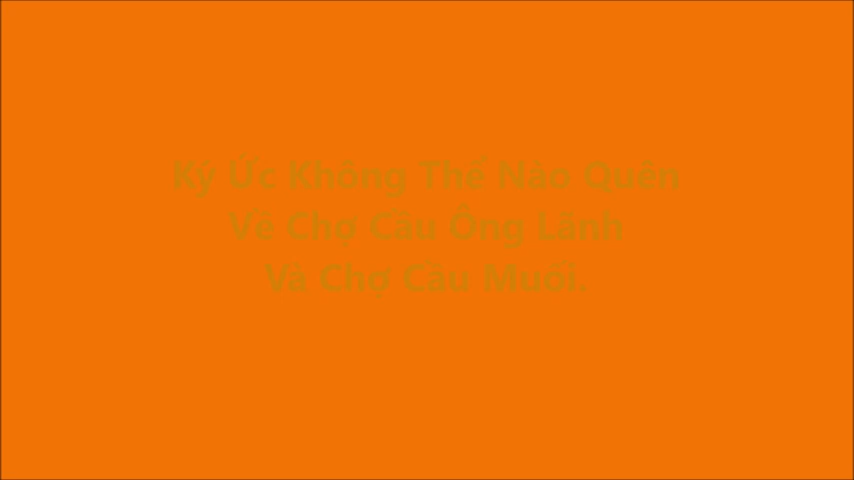 Ký Ức Không Thể Nào Quên
Về Chợ Cầu Ông Lãnh
Và Chợ Cầu Muối.